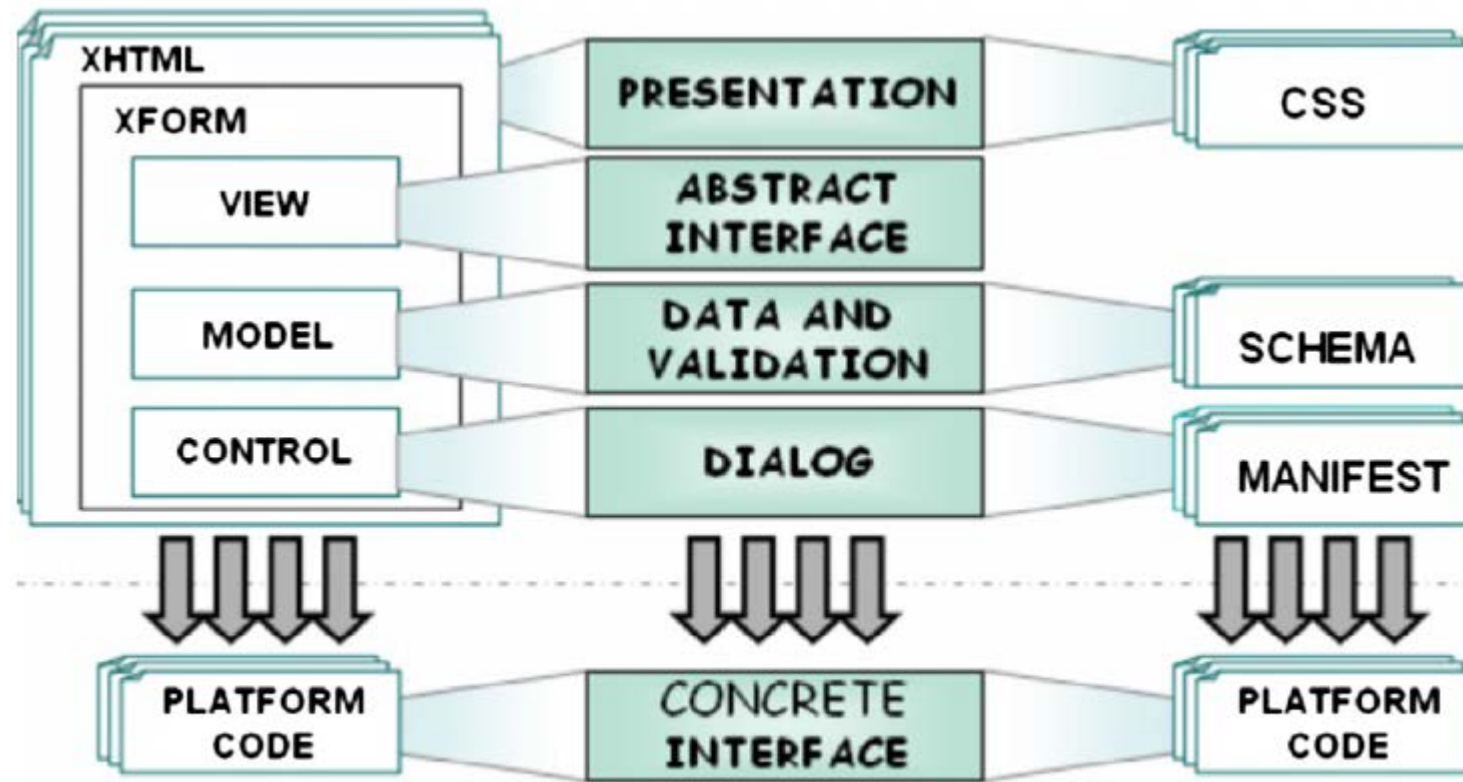 XHTML
XFORM
VIEW
MODEL
CONTROL
PRESENTATION
ABSTRACT
INTERFACE
DATA AND
VALIDATION
DIALOG
CSS
SCHEMA
MANIFEST
PLATFORM
CODE
CONCRETE
INTERFACE
PLATFORM
CODE